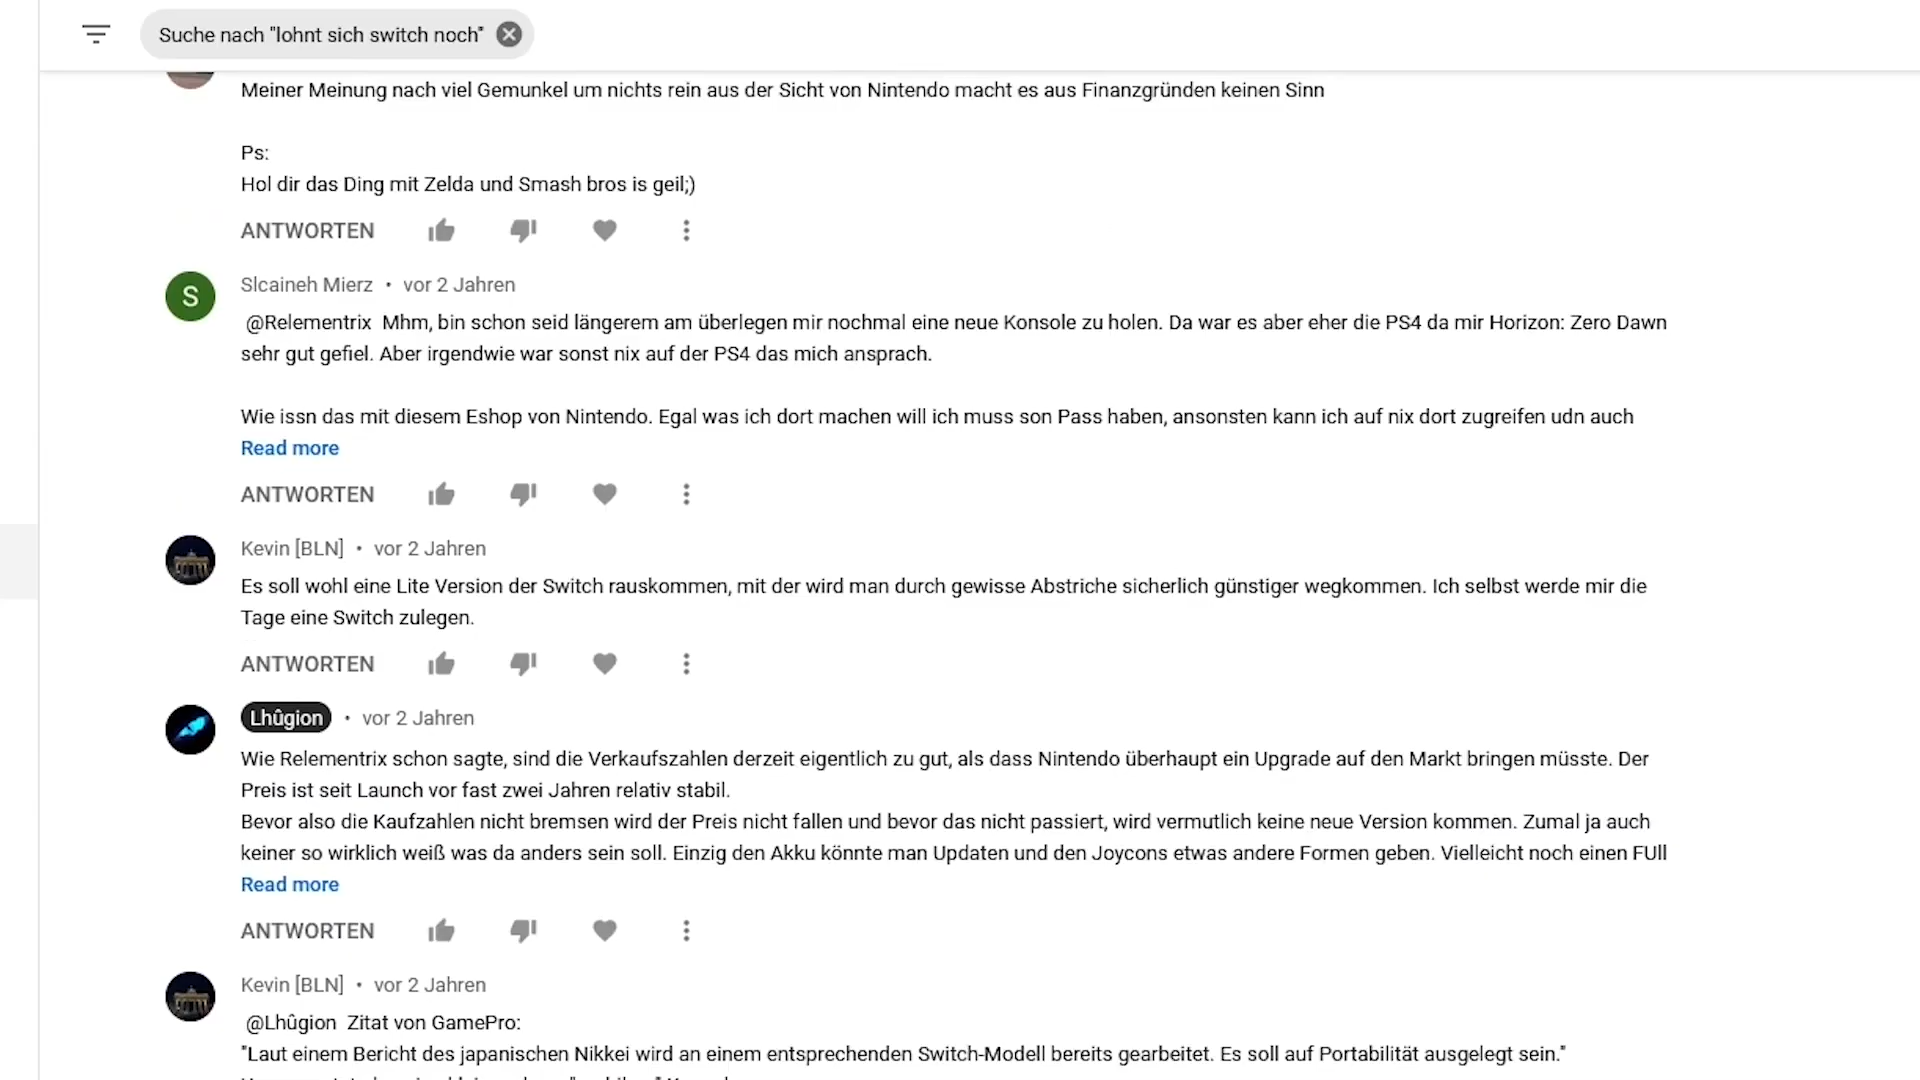 Suche nach "lohnt sich switch noch"
Meiner Meinung nach viel Gemunkel um nichts rein aus der Sicht von Nintendo macht es aus Finanzgründen keinen Sinn
Ps:
Hol dir das Ding mit Zelda und Smash bros is geil;)
ANTWORTEN
S
Slcaineh Mierz • vor 2 Jahren
@Relementrix Mhm, bin schon seid längerem am überlegen mir nochmal eine neue Konsole zu holen. Da war es aber eher die PS4 da mir Horizon: Zero Dawn
sehr gut gefiel. Aber irgendwie war sonst nix auf der PS4 das mich ansprach.
Wie issn das mit diesem Eshop von Nintendo. Egal was ich dort machen will ich muss son Pass haben, ansonsten kann ich auf nix dort zugreifen udn auch
Read more
ANTWORTEN
Kevin [BLN] • vor 2 Jahren
Es soll wohl eine Lite Version der Switch rauskommen, mit der wird man durch gewisse Abstriche sicherlich günstiger wegkommen. Ich selbst werde mir die
Tage eine Switch zulegen.
ANTWORTEN
Lhûgion • vor 2 Jahren
Wie Relementrix schon sagte, sind die Verkaufszahlen derzeit eigentlich zu gut, als dass Nintendo überhaupt ein Upgrade auf den Markt bringen müsste. Der
Preis ist seit Launch vor fast zwei Jahren relativ stabil.
Bevor also die Kaufzahlen nicht bremsen wird der Preis nicht fallen und bevor das nicht passiert, wird vermutlich keine neue Version kommen. Zumal ja auch
keiner so wirklich weiß was da anders sein soll. Einzig den Akku könnte man Updaten und den Joycons etwas andere Formen geben. Vielleicht noch einen FUll
Read more
ANTWORTEN
Kevin [BLN] • vor 2 Jahren
@Lhûgion Zitat von GamePro:
"Laut einem Bericht des japanischen Nikkei wird an einem entsprechenden Switch-Modell bereits gearbeitet. Es soll auf Portabilität ausgelegt sein."